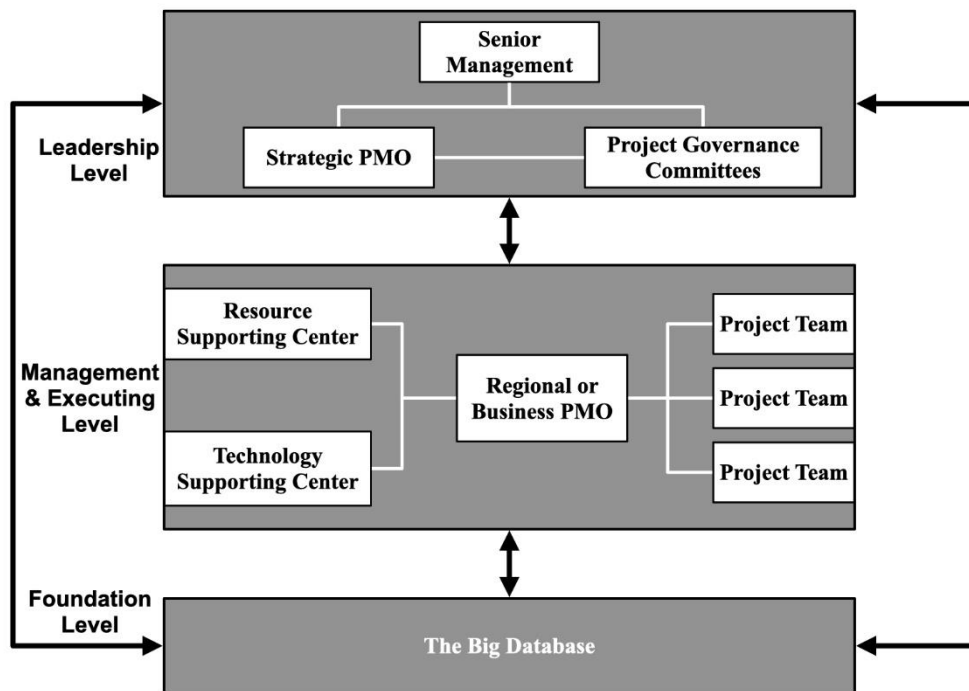 Senior
Management
Strategic PMO
Project Governance
Committees
Leadership
Level
Resource
Supporting Center
Technology
Supporting Center
Regional or
Business PMO
Project Team
Project Team
Project Team
Management
& Executing
Level
Foundation
Level
The Big Database